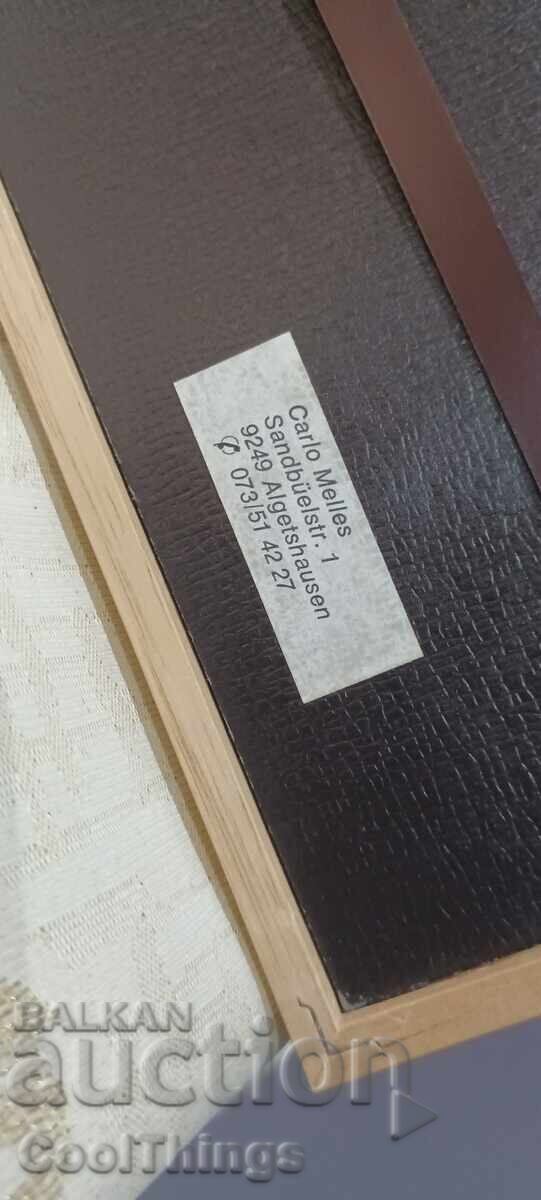 Carlo Melles
Sandbüelstr. 1
9249 Algetshausen
✆ 073/51 42 27
BALKAN
auction
CoolThings